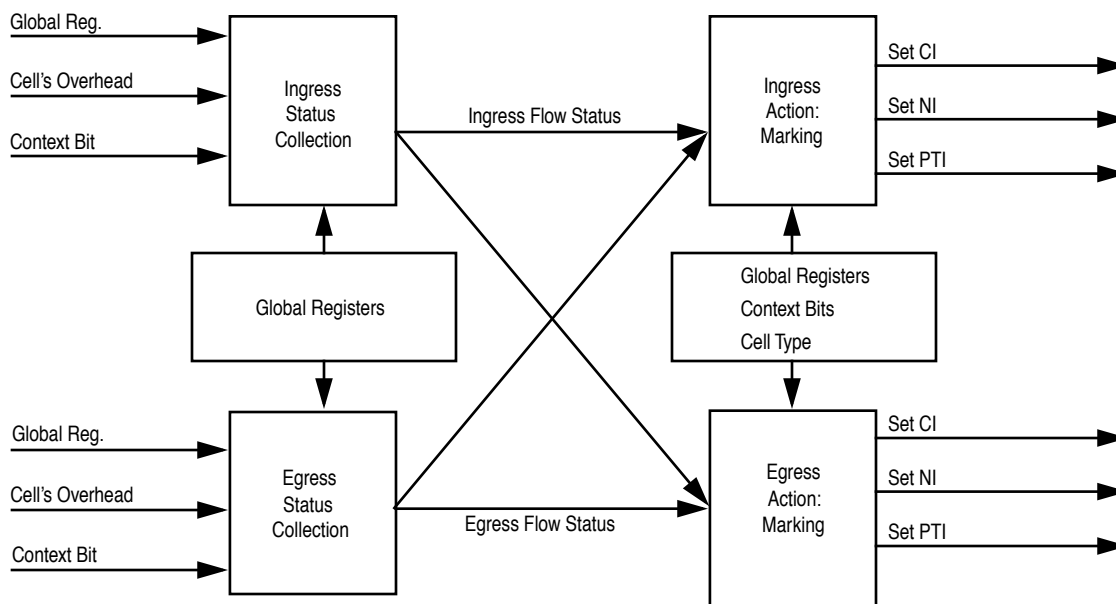 Global Reg.
Cell's Overhead
Context Bit
Ingress
Status
Collection
Ingress Flow Status
Ingress
Action:
Marking
Set CI
Set NI
Set PTI
Global Registers
Global Registers
Context Bits
Cell Type
Global Reg.
Cell's Overhead
Context Bit
Egress
Status
Collection
Egress Flow Status
Egress
Action:
Marking
Set CI
Set NI
Set PTI